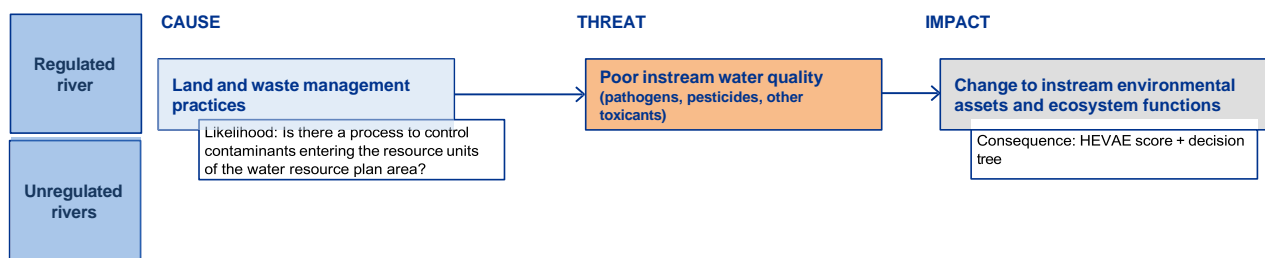 CAUSE
THREAT
IMPACT
Regulated
river
Land and waste management
practices
Likelihood: Is there a process to control
contaminants entering the resource units
of the water resource plan area?
Poor instream water quality
(pathogens, pesticides, other
toxicants)
Change to instream environmental
assets and ecosystem functions
Consequence: HEVAE score + decision
tree
Unregulated
rivers